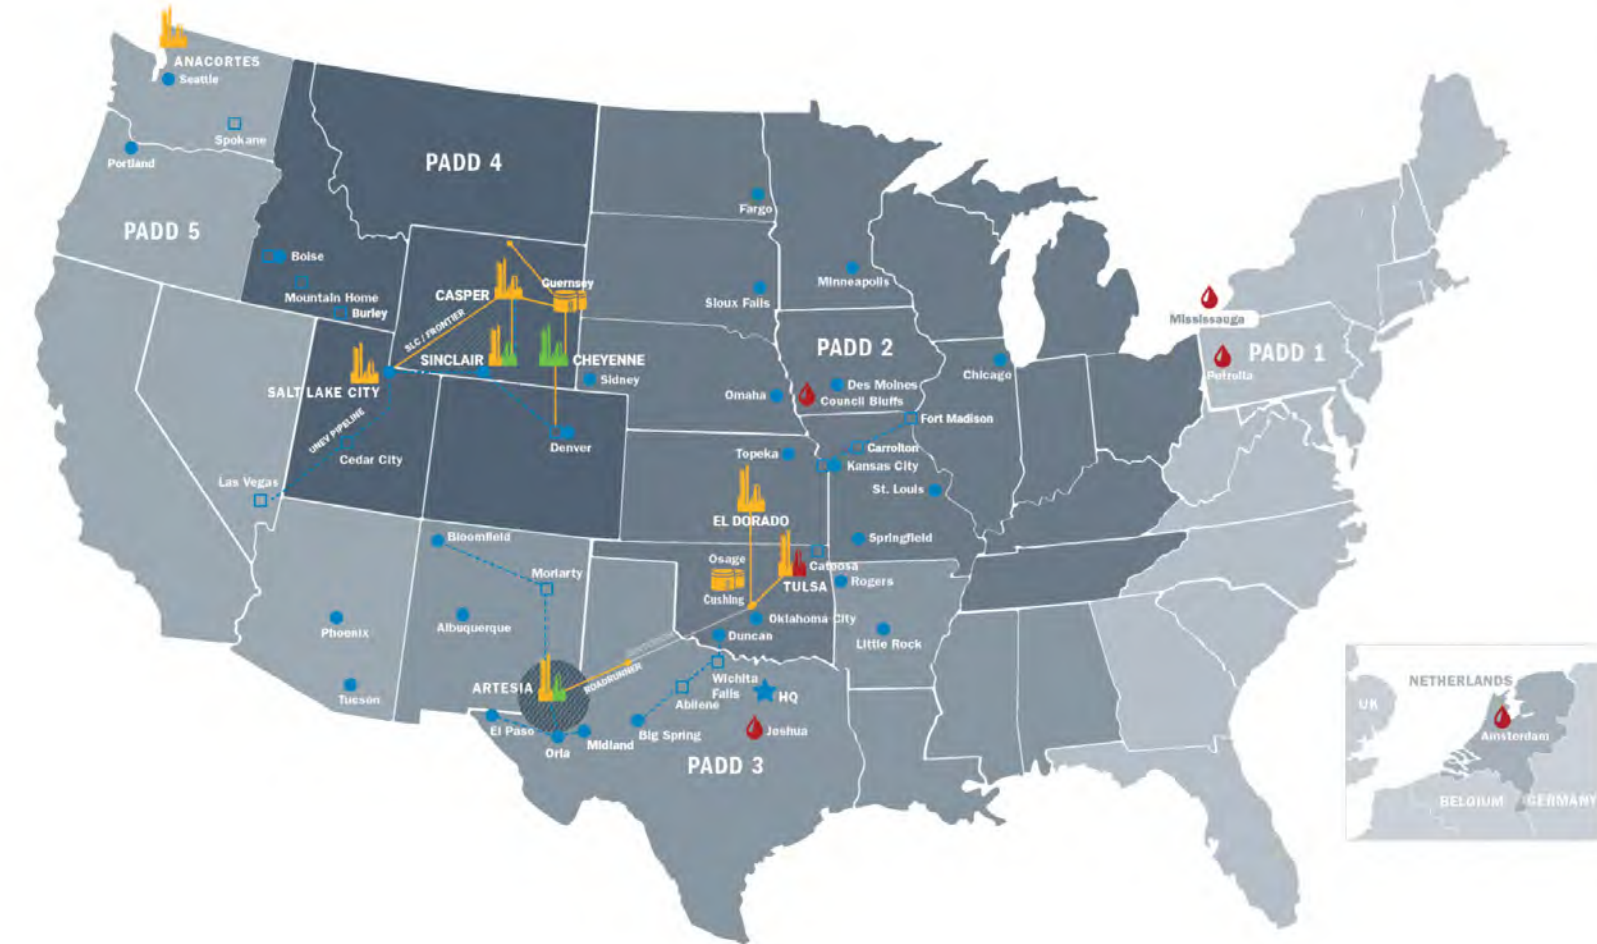 ANACORTES
Seattle
Spokane
Portland
PADD 4
PADD 5
Fargo
Boise
Mountain Home
Burley
CASPER
Guernsey
SLC / FRONTIER
SINCLAIR
CHEYENNE
Sidney
SALT LAKE CITY
UNEV PIPELINE
Cedar City
Las Vegas
Denver
Minneapolis
Sioux Falls
PADD 2
Omaha
Des Moines
Council Bluffs
Chicago
Fort Madison
Carrolton
Topeka
Kansas City
St. Louis
EL DORADO
Springfield
Osage
Cushing
Catoosa
TULSA
Rogers
Oklahoma City
Duncan
Little Rock
Mississauga
Petrolia
PADD 1
Bloomfield
Moriarty
Phoenix
Albuquerque
Tucson
ARTESIA
ROADRUNNER
Wichita
Falls
Abilene
HQ
El Paso
Orla
Midland
Big Spring
Joshua
PADD 3
NETHERLANDS
UK
Amsterdam
BELGIUM
GERMANY